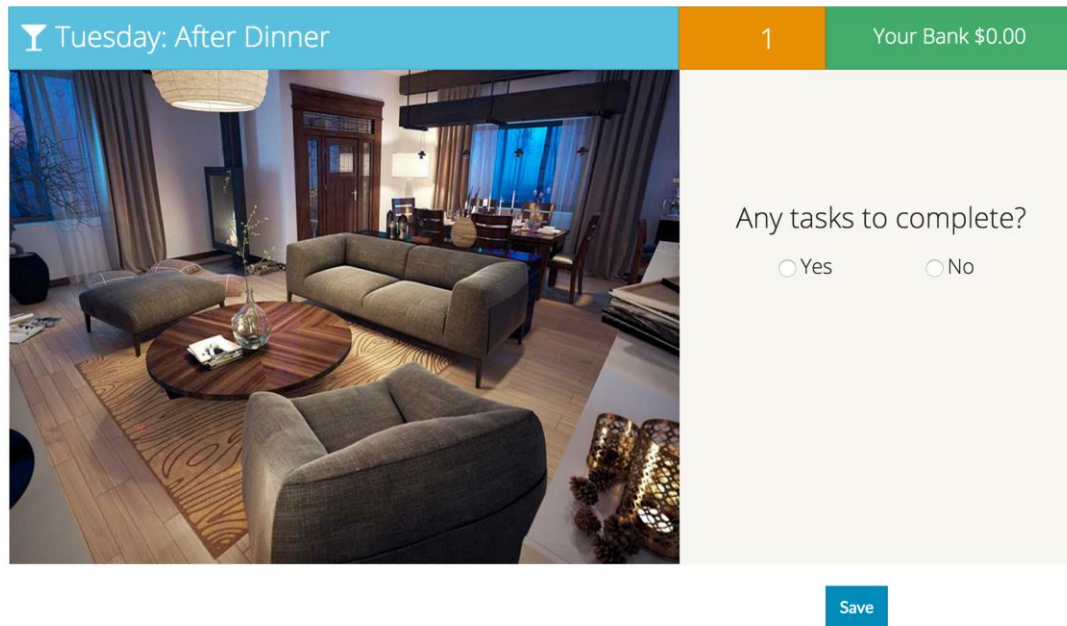 Tuesday: After Dinner
1
Your Bank $0.00
Any tasks to complete?
Yes
No
Save